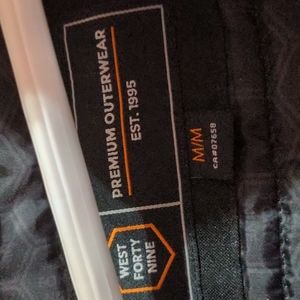 PREMIUM OUTERWEAR
EST. 1995
WEST
FORTY
NINE
M/M
CA#07658